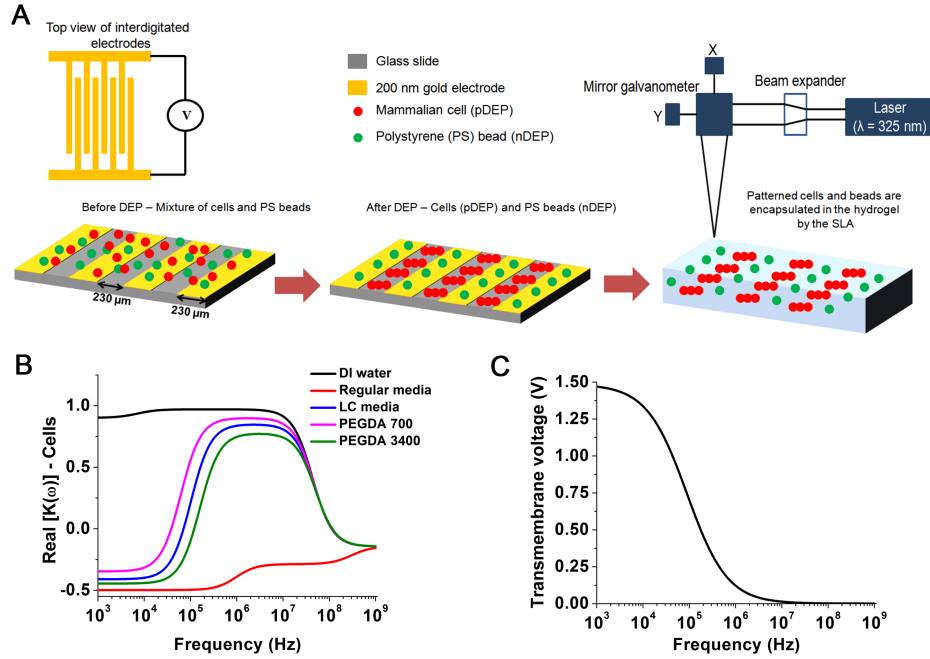 A
Top view of interdigitated
electrodes
V
Glass slide
200 nm gold electrode
Mammalian cell (pDEP)
Polystyrene (PS) bead (nDEP)
X
Mirror galvanometer
Beam expander
Y
Laser
(λ = 325 nm)
Before DEP – Mixture of cells and PS beads
After DEP – Cells (pDEP) and PS beads (nDEP)
Patterned cells and beads are
encapsulated in the hydrogel
by the SLA
230 µm
230 µm
B
DI water
Regular media
LC media
PEGDA 700
PEGDA 3400
Real [K(ω)] - Cells
1.0
0.5
0.0
-0.5
10³ 10⁴ 10⁵ 10⁶ 10⁷ 10⁸ 10⁹
Frequency (Hz)
C
Transmembrane voltage (V)
1.50
1.25
1.00
0.75
0.50
0.25
0.00
10³ 10⁴ 10⁵ 10⁶ 10⁷ 10⁸ 10⁹
Frequency (Hz)